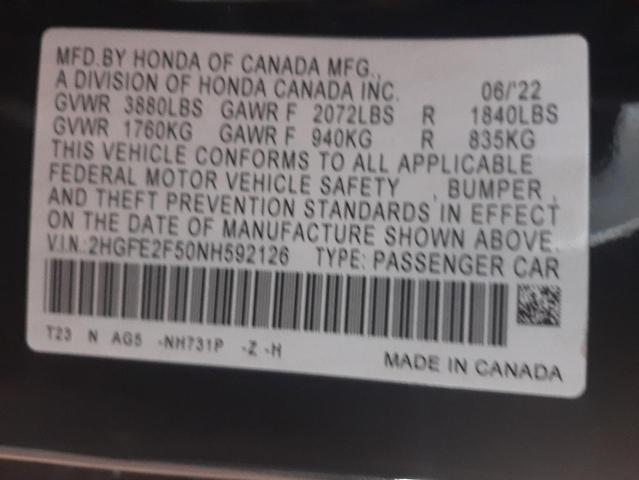 MFD.BY HONDA OF CANADA MFG.,
A DIVISION OF HONDA CANADA INC. 06/'22
GVWR 3880LBS GAWR F 2072LBS R 1840LBS
GVWR 1760KG GAWR F 940KG R 835KG
THIS VEHICLE CONFORMS TO ALL APPLICABLE
FEDERAL MOTOR VEHICLE SAFETY , BUMPER ,
AND THEFT PREVENTION STANDARDS IN EFFECT
ON THE DATE OF MANUFACTURE SHOWN ABOVE.
V.I.N.:2HGFE2F50NH592126 TYPE: PASSENGER CAR
T23 N AG5 -NH731P -Z -H
MADE IN CANADA